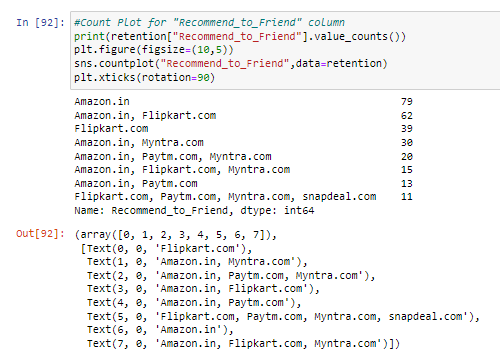 In [92]: #Count Plot for "Recommend_to_Friend" column
print(retention["Recommend_to_Friend"].value_counts())
plt.figure(figsize=(10,5))
sns.countplot("Recommend_to_Friend",data=retention)
plt.xticks(rotation=90)
Amazon.in 79
Amazon.in, Flipkart.com 62
Flipkart.com 39
Amazon.in, Myntra.com 30
Amazon.in, Paytm.com, Myntra.com 20
Amazon.in, Flipkart.com, Myntra.com 15
Amazon.in, Paytm.com 13
Flipkart.com, Paytm.com, Myntra.com, snapdeal.com 11
Name: Recommend_to_Friend, dtype: int64
Out[92]: (array([0, 1, 2, 3, 4, 5, 6, 7]),
[Text(0, 0, 'Flipkart.com'),
Text(1, 0, 'Amazon.in, Myntra.com'),
Text(2, 0, 'Amazon.in, Paytm.com, Myntra.com'),
Text(3, 0, 'Amazon.in, Flipkart.com'),
Text(4, 0, 'Amazon.in, Paytm.com'),
Text(5, 0, 'Flipkart.com, Paytm.com, Myntra.com, snapdeal.com'),
Text(6, 0, 'Amazon.in'),
Text(7, 0, 'Amazon.in, Flipkart.com, Myntra.com')])